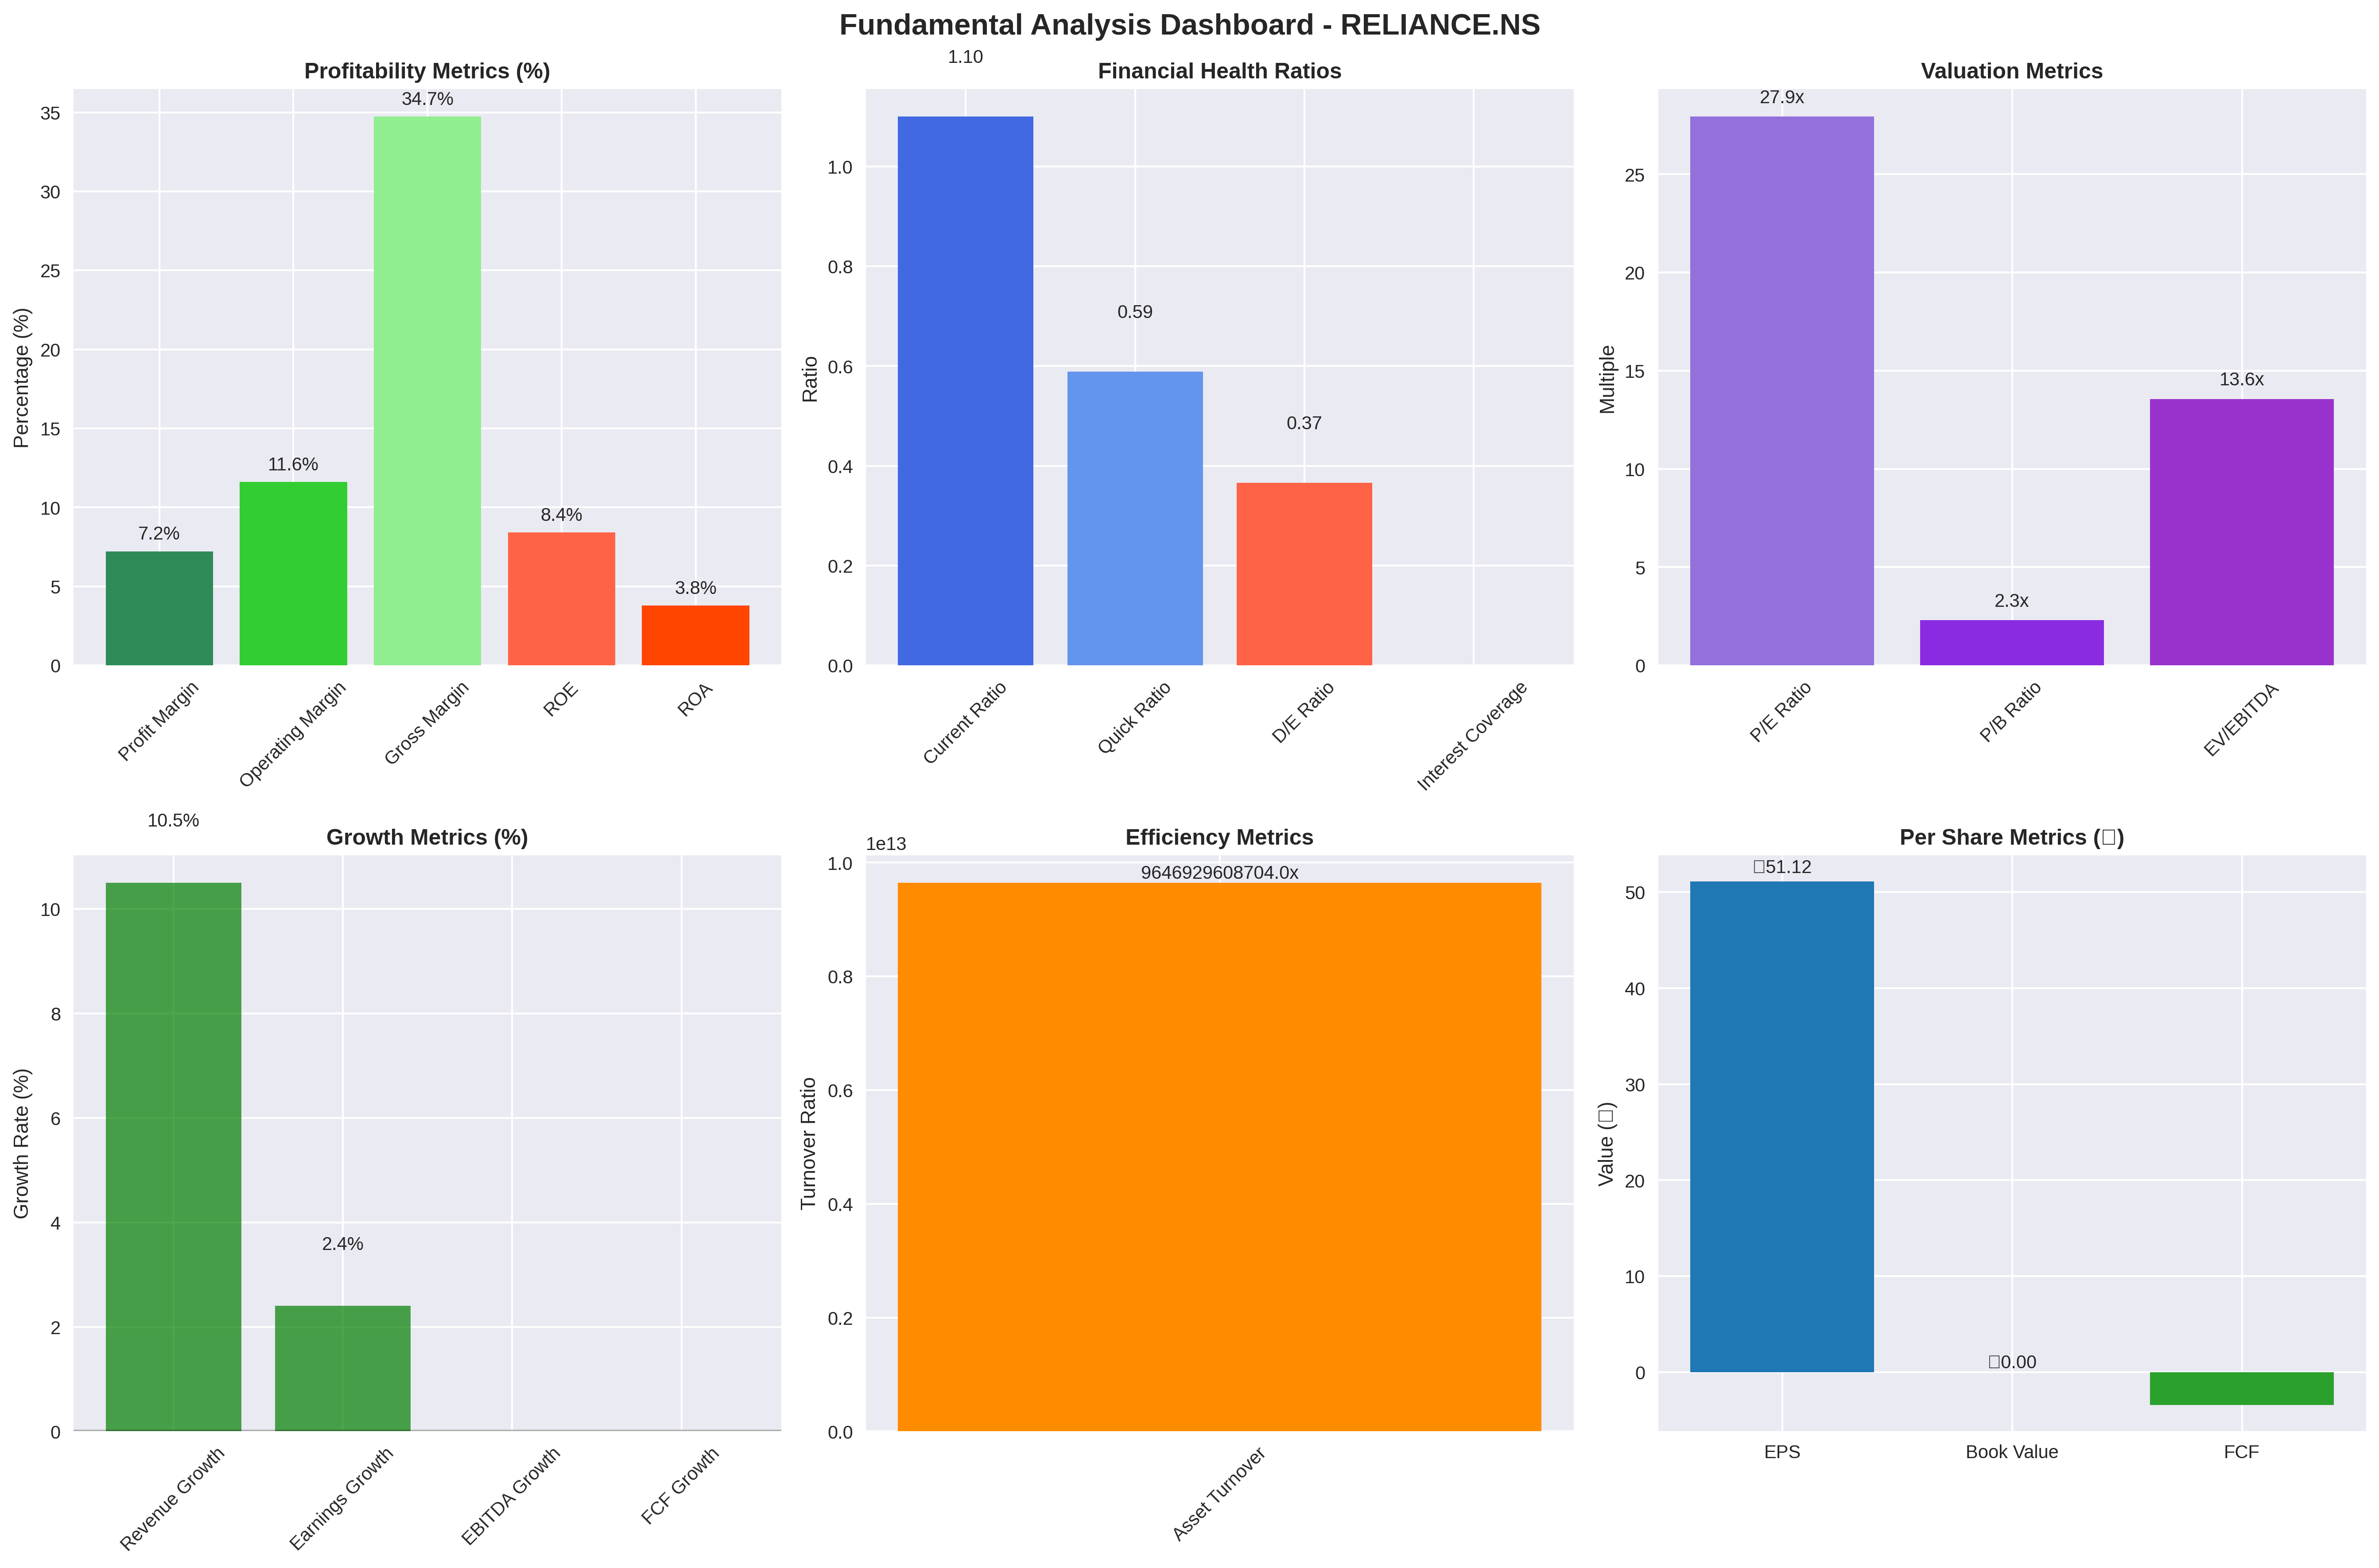 Fundamental Analysis Dashboard - RELIANCE.NS
Profitability Metrics (%)
34.7%
35
30
25
20
15
10
5
0
Percentage (%)
7.2%
11.6%
8.4%
3.8%
Profit Margin
Operating Margin
Gross Margin
ROE
ROA
1.10
Financial Health Ratios
1.0
0.8
0.6
0.4
0.2
0.0
Ratio
0.59
0.37
Current Ratio
Quick Ratio
D/E Ratio
Interest Coverage
Valuation Metrics
27.9x
25
20
15
10
5
0
Multiple
2.3x
13.6x
P/E Ratio
P/B Ratio
EV/EBITDA
10.5%
Growth Metrics (%)
10
8
6
4
2
0
Growth Rate (%)
2.4%
Revenue Growth
Earnings Growth
EBITDA Growth
FCF Growth
Efficiency Metrics
1e13
1.0
0.8
0.6
0.4
0.2
0.0
Turnover Ratio
9646929608704.0x
Asset Turnover
Per Share Metrics (▯)
▯51.12
50
40
30
20
10
0
Value (▯)
▯0.00
EPS
Book Value
FCF